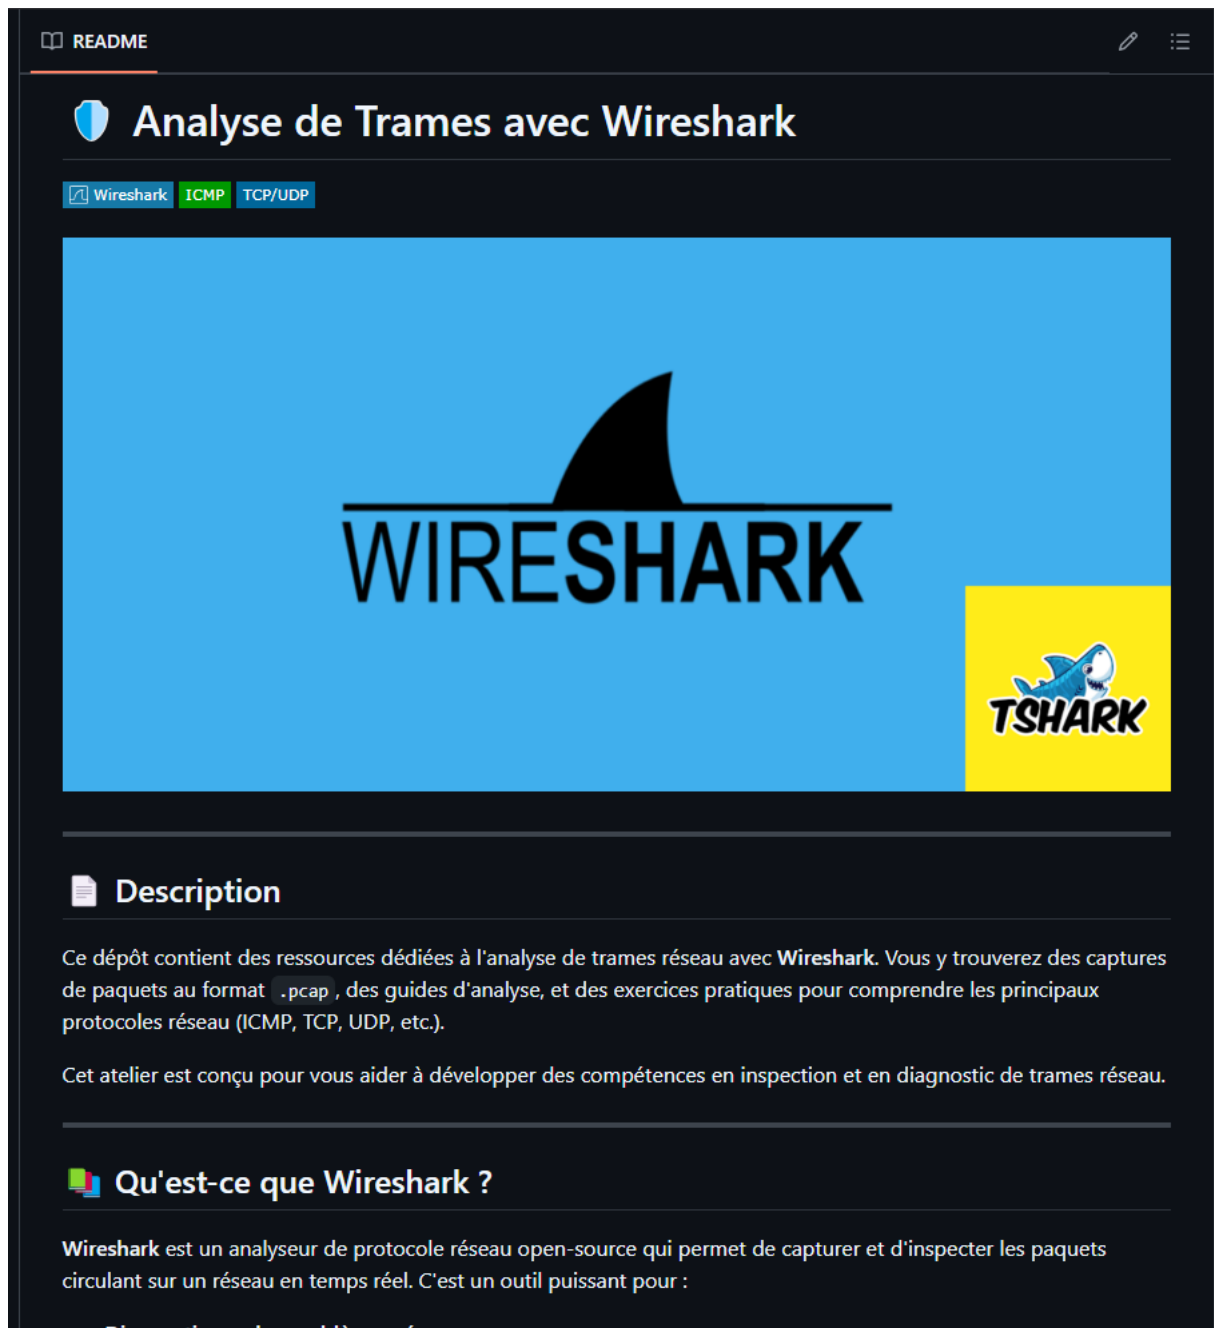 README
Analyse de Trames avec Wireshark
Wireshark ICMP TCP/UDP
WIRESHARK
TSHARK
Description
Ce dépôt contient des ressources dédiées à l'analyse de trames réseau avec Wireshark. Vous y trouverez des captures
de paquets au format .pcap, des guides d'analyse, et des exercices pratiques pour comprendre les principaux
protocoles réseau (ICMP, TCP, UDP, etc.).
Cet atelier est conçu pour vous aider à développer des compétences en inspection et en diagnostic de trames réseau.
Qu'est-ce que Wireshark ?
Wireshark est un analyseur de protocole réseau open-source qui permet de capturer et d'inspecter les paquets
circulant sur un réseau en temps réel. C'est un outil puissant pour :